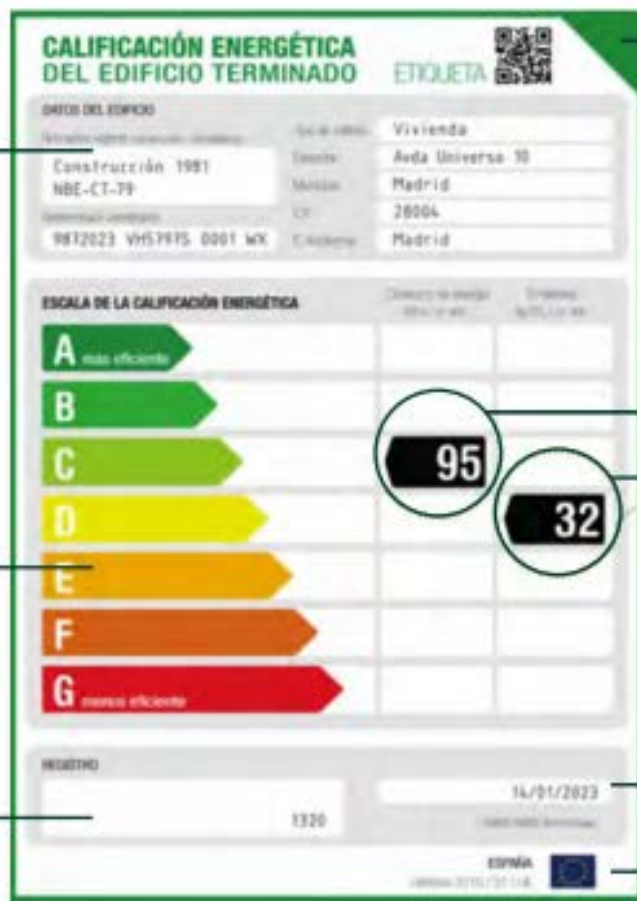 CALIFICACIÓN ENERGÉTICA
DEL EDIFICIO TERMINADO
ETIQUETA
DATOS DEL EDIFICIO
Construcción 1981
NBE-CT-79
9872023 VH57975 0001 WX
Vivienda
Avda Universo 10
Madrid
28004
Madrid
ESCALA DE LA CALIFICACIÓN ENERGÉTICA
A más eficiente
B
C
95
D
32
E
F
G menos eficiente
REGISTRO
1320
14/01/2023
ESPAÑA